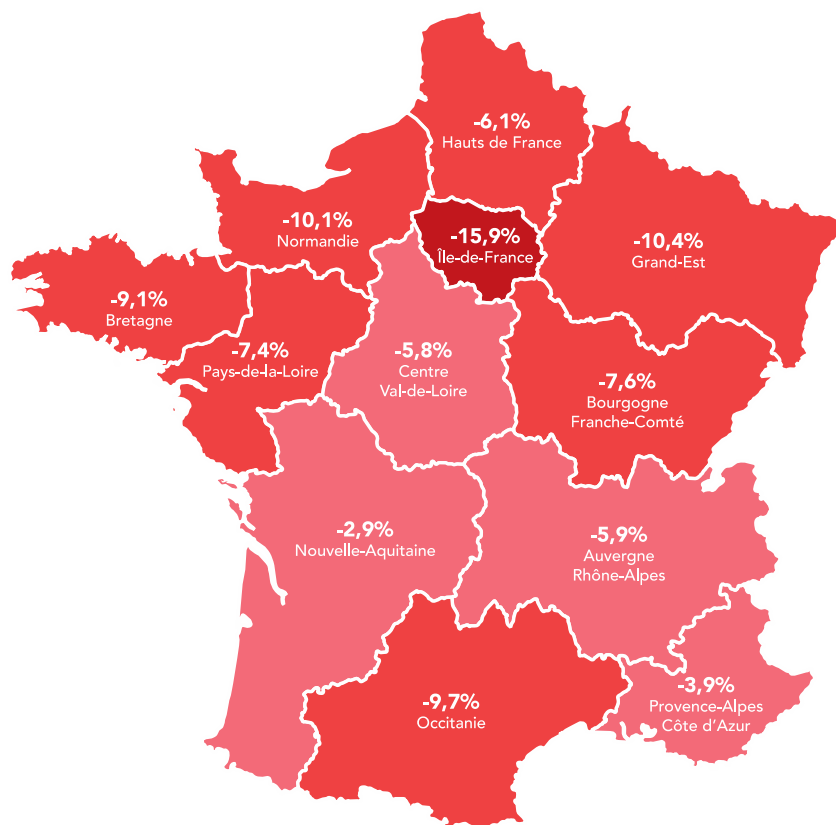 -6,1%
Hauts de France
-10,1%
Normandie
-15,9%
Île-de-France
-10,4%
Grand-Est
-9,1%
Bretagne
-7,4%
Pays-de-la-Loire
-5,8%
Centre
Val-de-Loire
-7,6%
Bourgogne
Franche-Comté
-2,9%
Nouvelle-Aquitaine
-5,9%
Auvergne
Rhône-Alpes
-9,7%
Occitanie
-3,9%
Provence-Alpes
Côte d'Azur